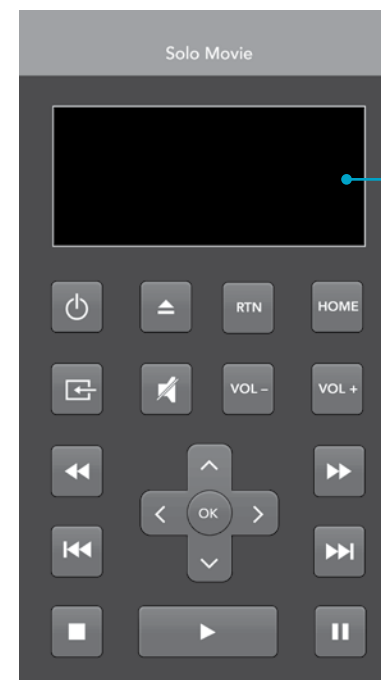 Solo Movie
RTN
HOME
VOL –
VOL +
OK